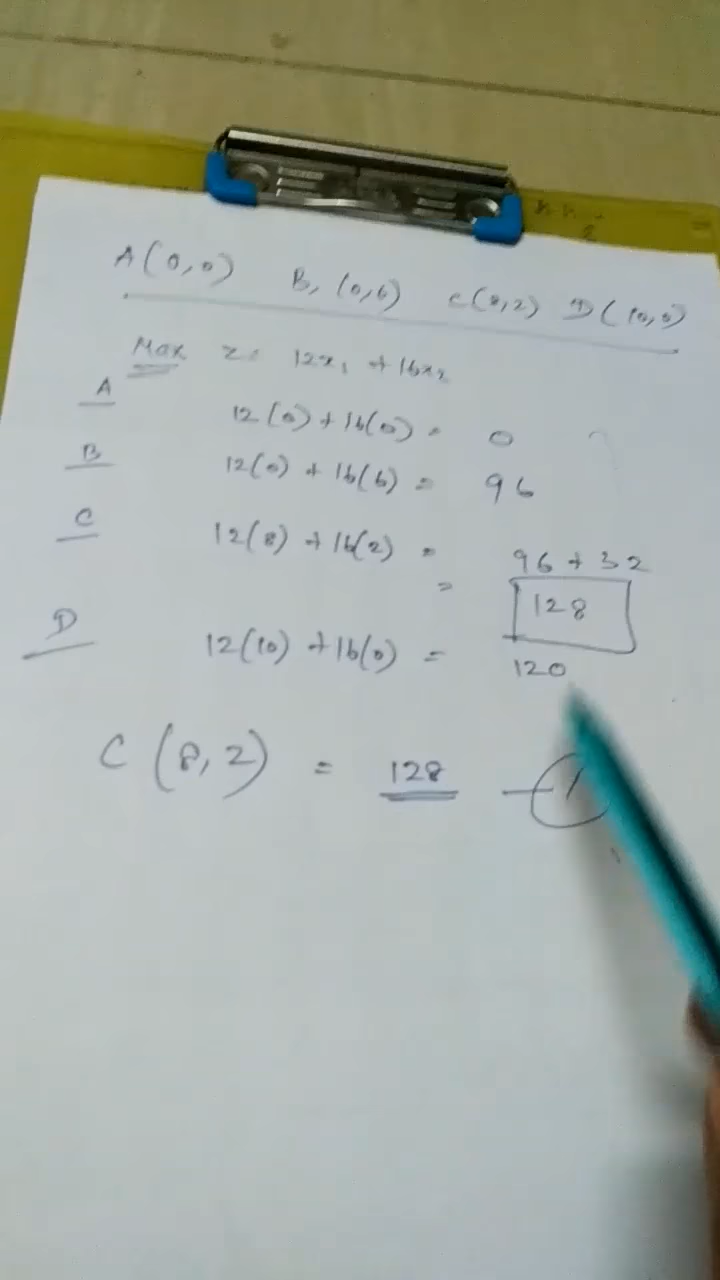 A(0,0) B, (0,6) C(8,2) D(10,0)
Max z = 12x₁ + 16x₂
A 12(0)+16(0) = 0
B 12(0)+16(6) = 96
C 12(8)+16(2) = 96+32
= 128
D 12(10)+16(0) = 120
C (8,2) = 128